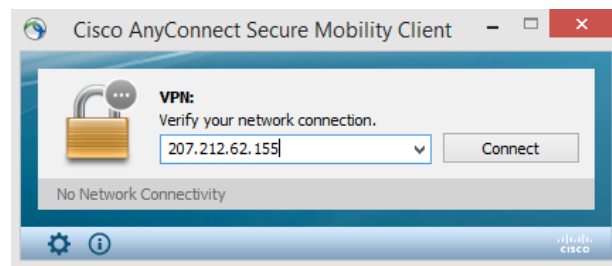 Cisco AnyConnect Secure Mobility Client
VPN:
Verify your network connection.
207.212.62.155
Connect
No Network Connectivity
CISCO